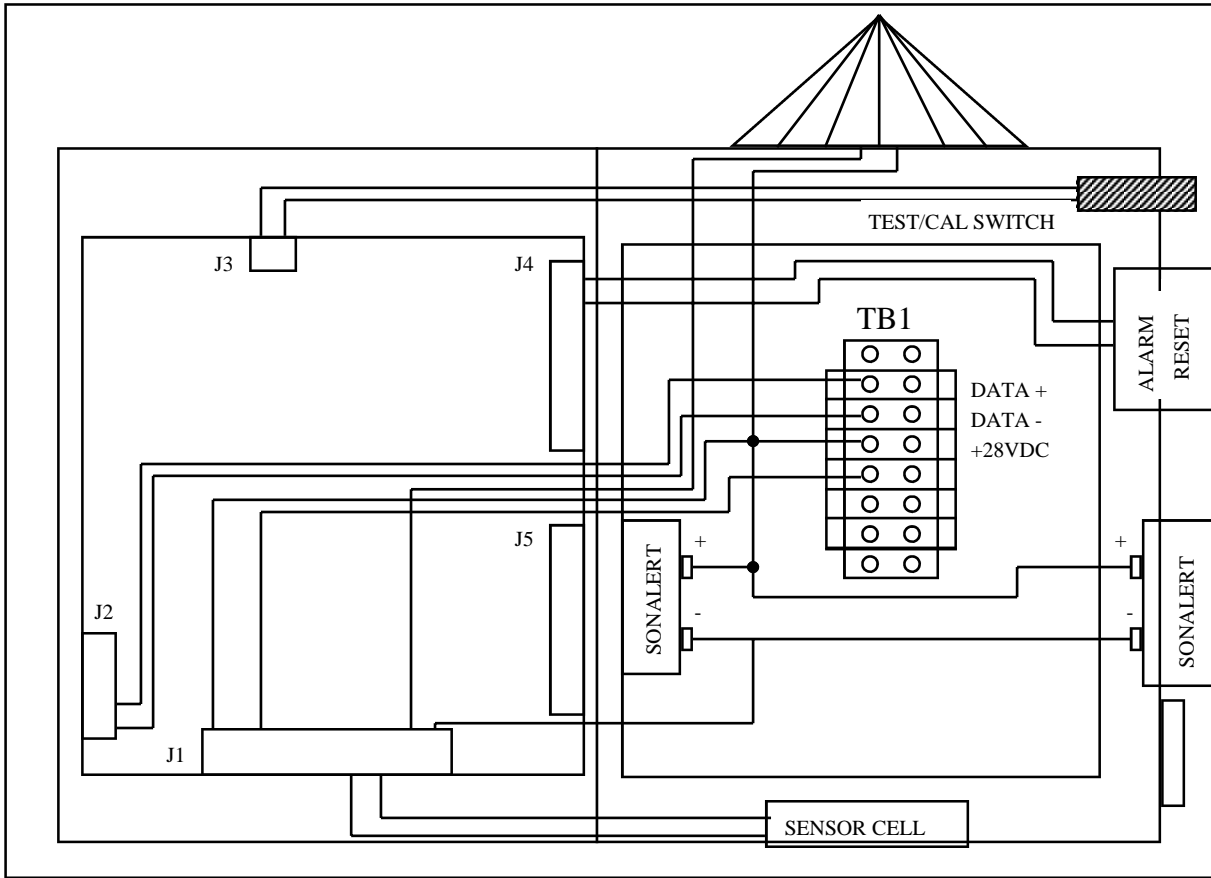 TEST/CAL SWITCH
J3
J4
ALARM
RESET
TB1
DATA +
DATA -
+28VDC
J5
+
+
SONALERT
SONALERT
J2
-
-
J1
SENSOR CELL